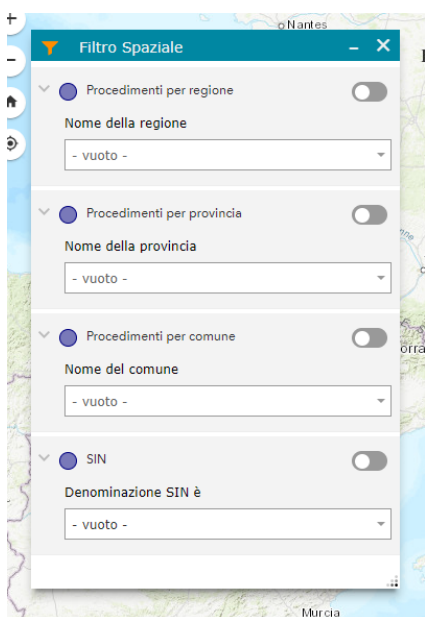 Nantes
Filtro Spaziale
Procedimenti per regione
Nome della regione
- vuoto -
Procedimenti per provincia
Nome della provincia
- vuoto -
Procedimenti per comune
Nome del comune
- vuoto -
SIN
Denominazione SIN è
- vuoto -
Murcia